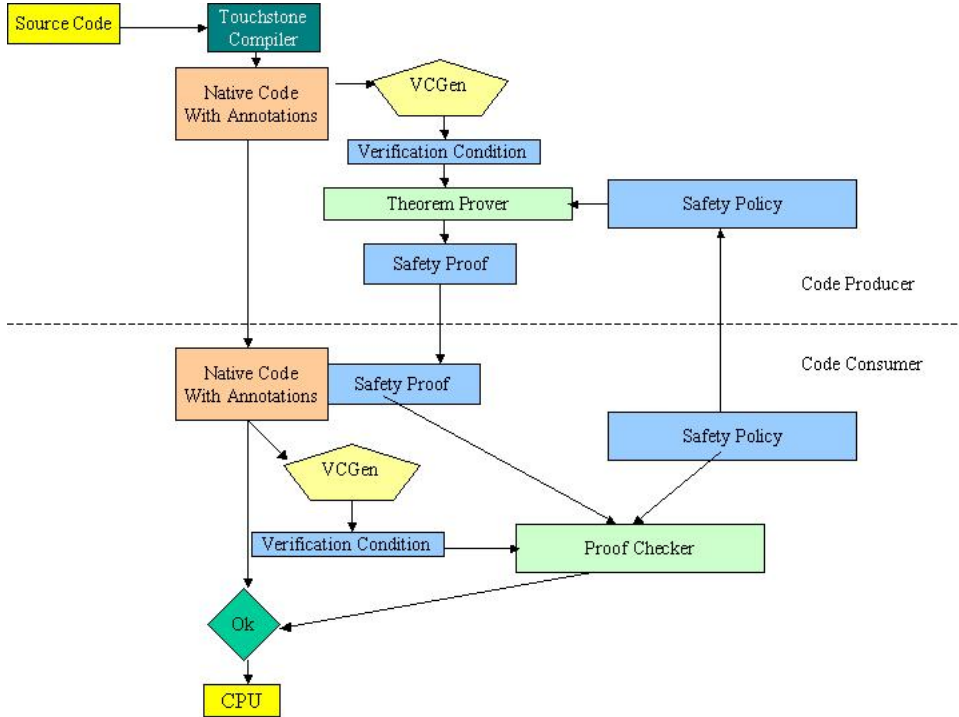 Source Code
Touchstone
Compiler
Native Code
With Annotations
VCGen
Verification Condition
Theorem Prover
Safety Policy
Safety Proof
Code Producer
Code Consumer
Native Code
With Annotations
Safety Proof
Safety Policy
VCGen
Verification Condition
Proof Checker
Ok
CPU